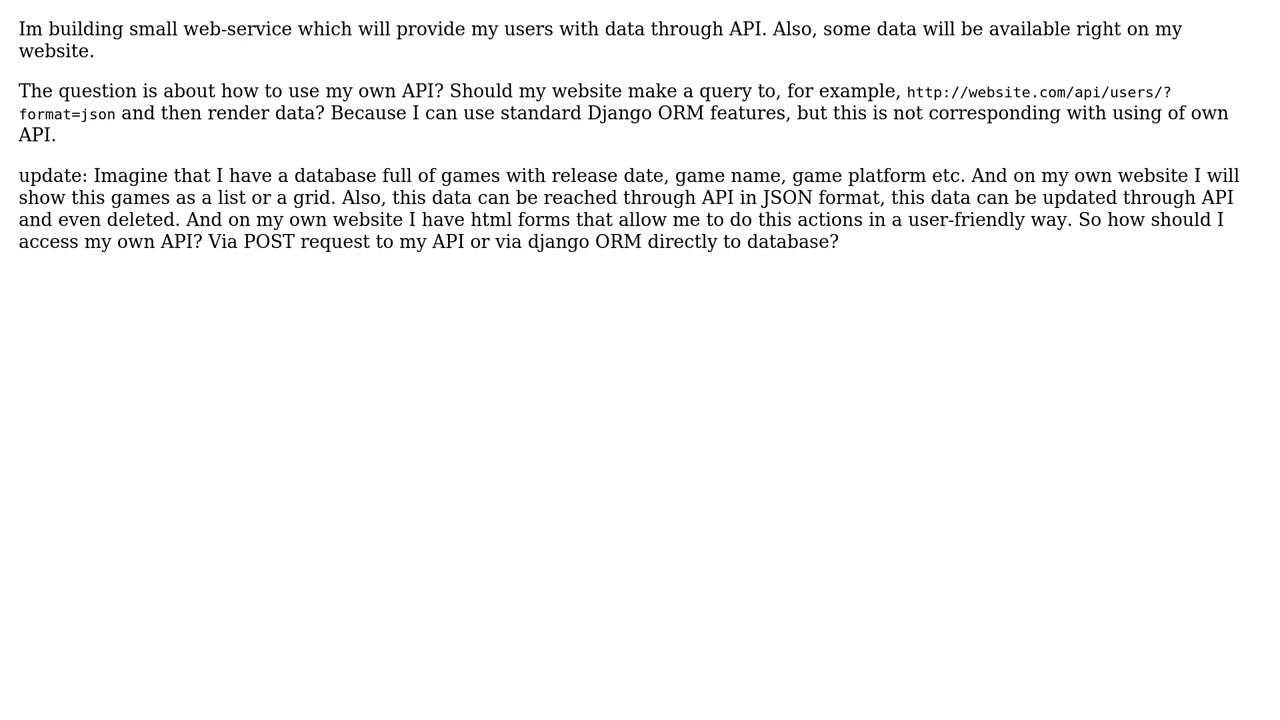 Im building small web-service which will provide my users with data through API. Also, some data will be available right on my
website.
The question is about how to use my own API? Should my website make a query to, for example, http://website.com/api/users/?
format=json and then render data? Because I can use standard Django ORM features, but this is not corresponding with using of own
API.
update: Imagine that I have a database full of games with release date, game name, game platform etc. And on my own website I will
show this games as a list or a grid. Also, this data can be reached through API in JSON format, this data can be updated through API
and even deleted. And on my own website I have html forms that allow me to do this actions in a user-friendly way. So how should I
access my own API? Via POST request to my API or via django ORM directly to database?